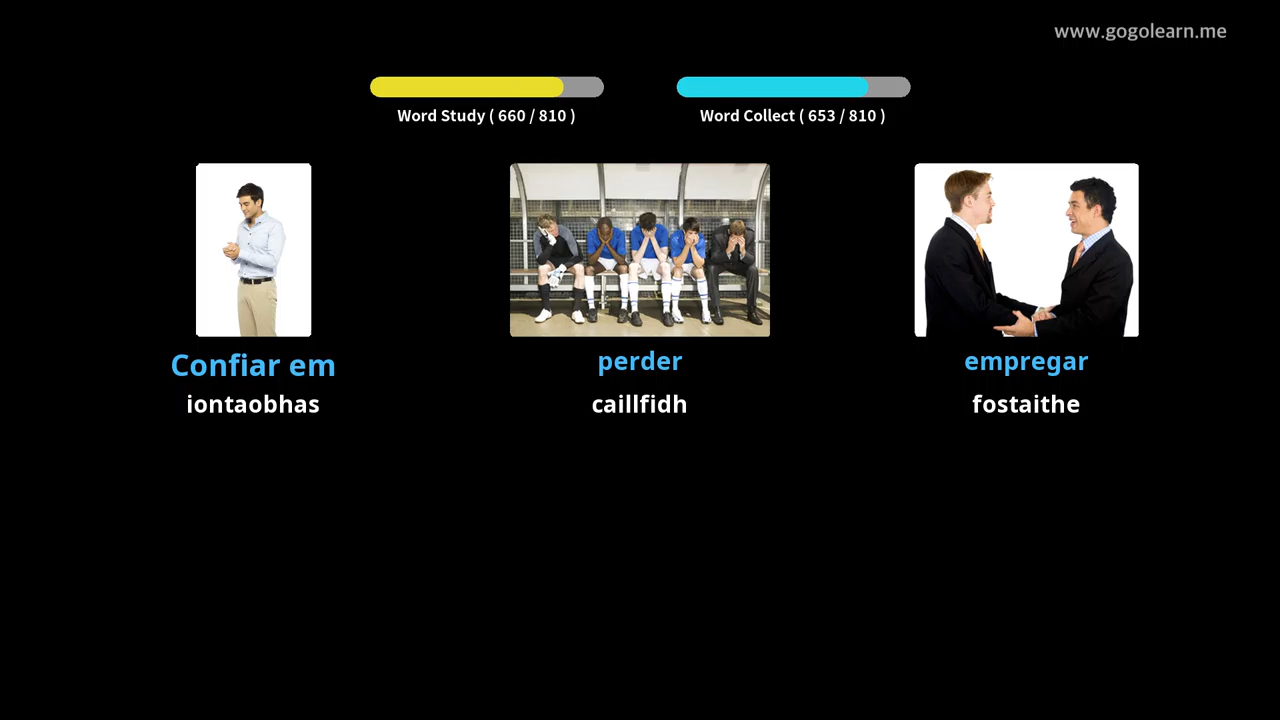 www.gogolearn.me
Word Study ( 660 / 810 )
Word Collect ( 653 / 810 )
Confiar em
iontaobhas
perder
caillfidh
empregar
fostaithe